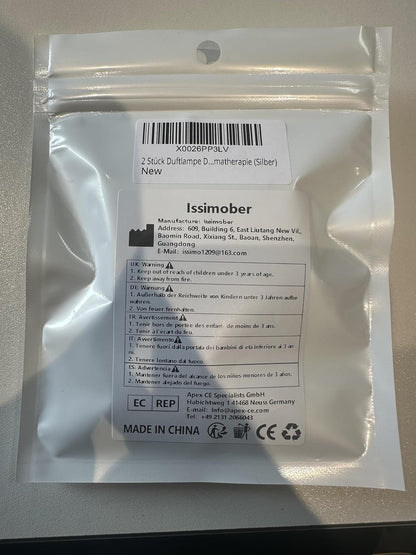 X0026PP3LV
2 Stück Duftlampe D...matherapie (Silber)
New
Issimober
Manufacture: Issimober
Address: 609, Building 6, East Liutang New Vil,
Baomin Road, Xixiang St., Baoan, Shenzhen,
Guangdong
E-Mail: issimo1209@163.com
UK: Warning
1. Keep out of reach of children under 3 years of age.
2. Keep away from fire.
DE: Warnung
1. Außerhalb der Reichweite von Kindern unter 3 Jahren aufbe
wahren.
2. Von feuer fernhalten.
FR: Avertissement
1. Tenir hors de portée des enfant- de moins de 3 ans.
2. Tenir à l'écart du feu.
IT: Avvertimento
1. Tenere fuori dalla portata dei bambini di età inferiore ai 3 an
ni.
2. Tenere lontano dal fuoco.
ES: Advertencia
1. Mantener fuera del alcance de los niños menores de 3 años.
2. Mantener alejado del fuego.
EC REP
Apex CE Specialists GmbH
Habichtweg 1 41468 Neuss Germany
E-mail: Info@apex-ce.com
Tel: +49 2131 2066043
MADE IN CHINA CE